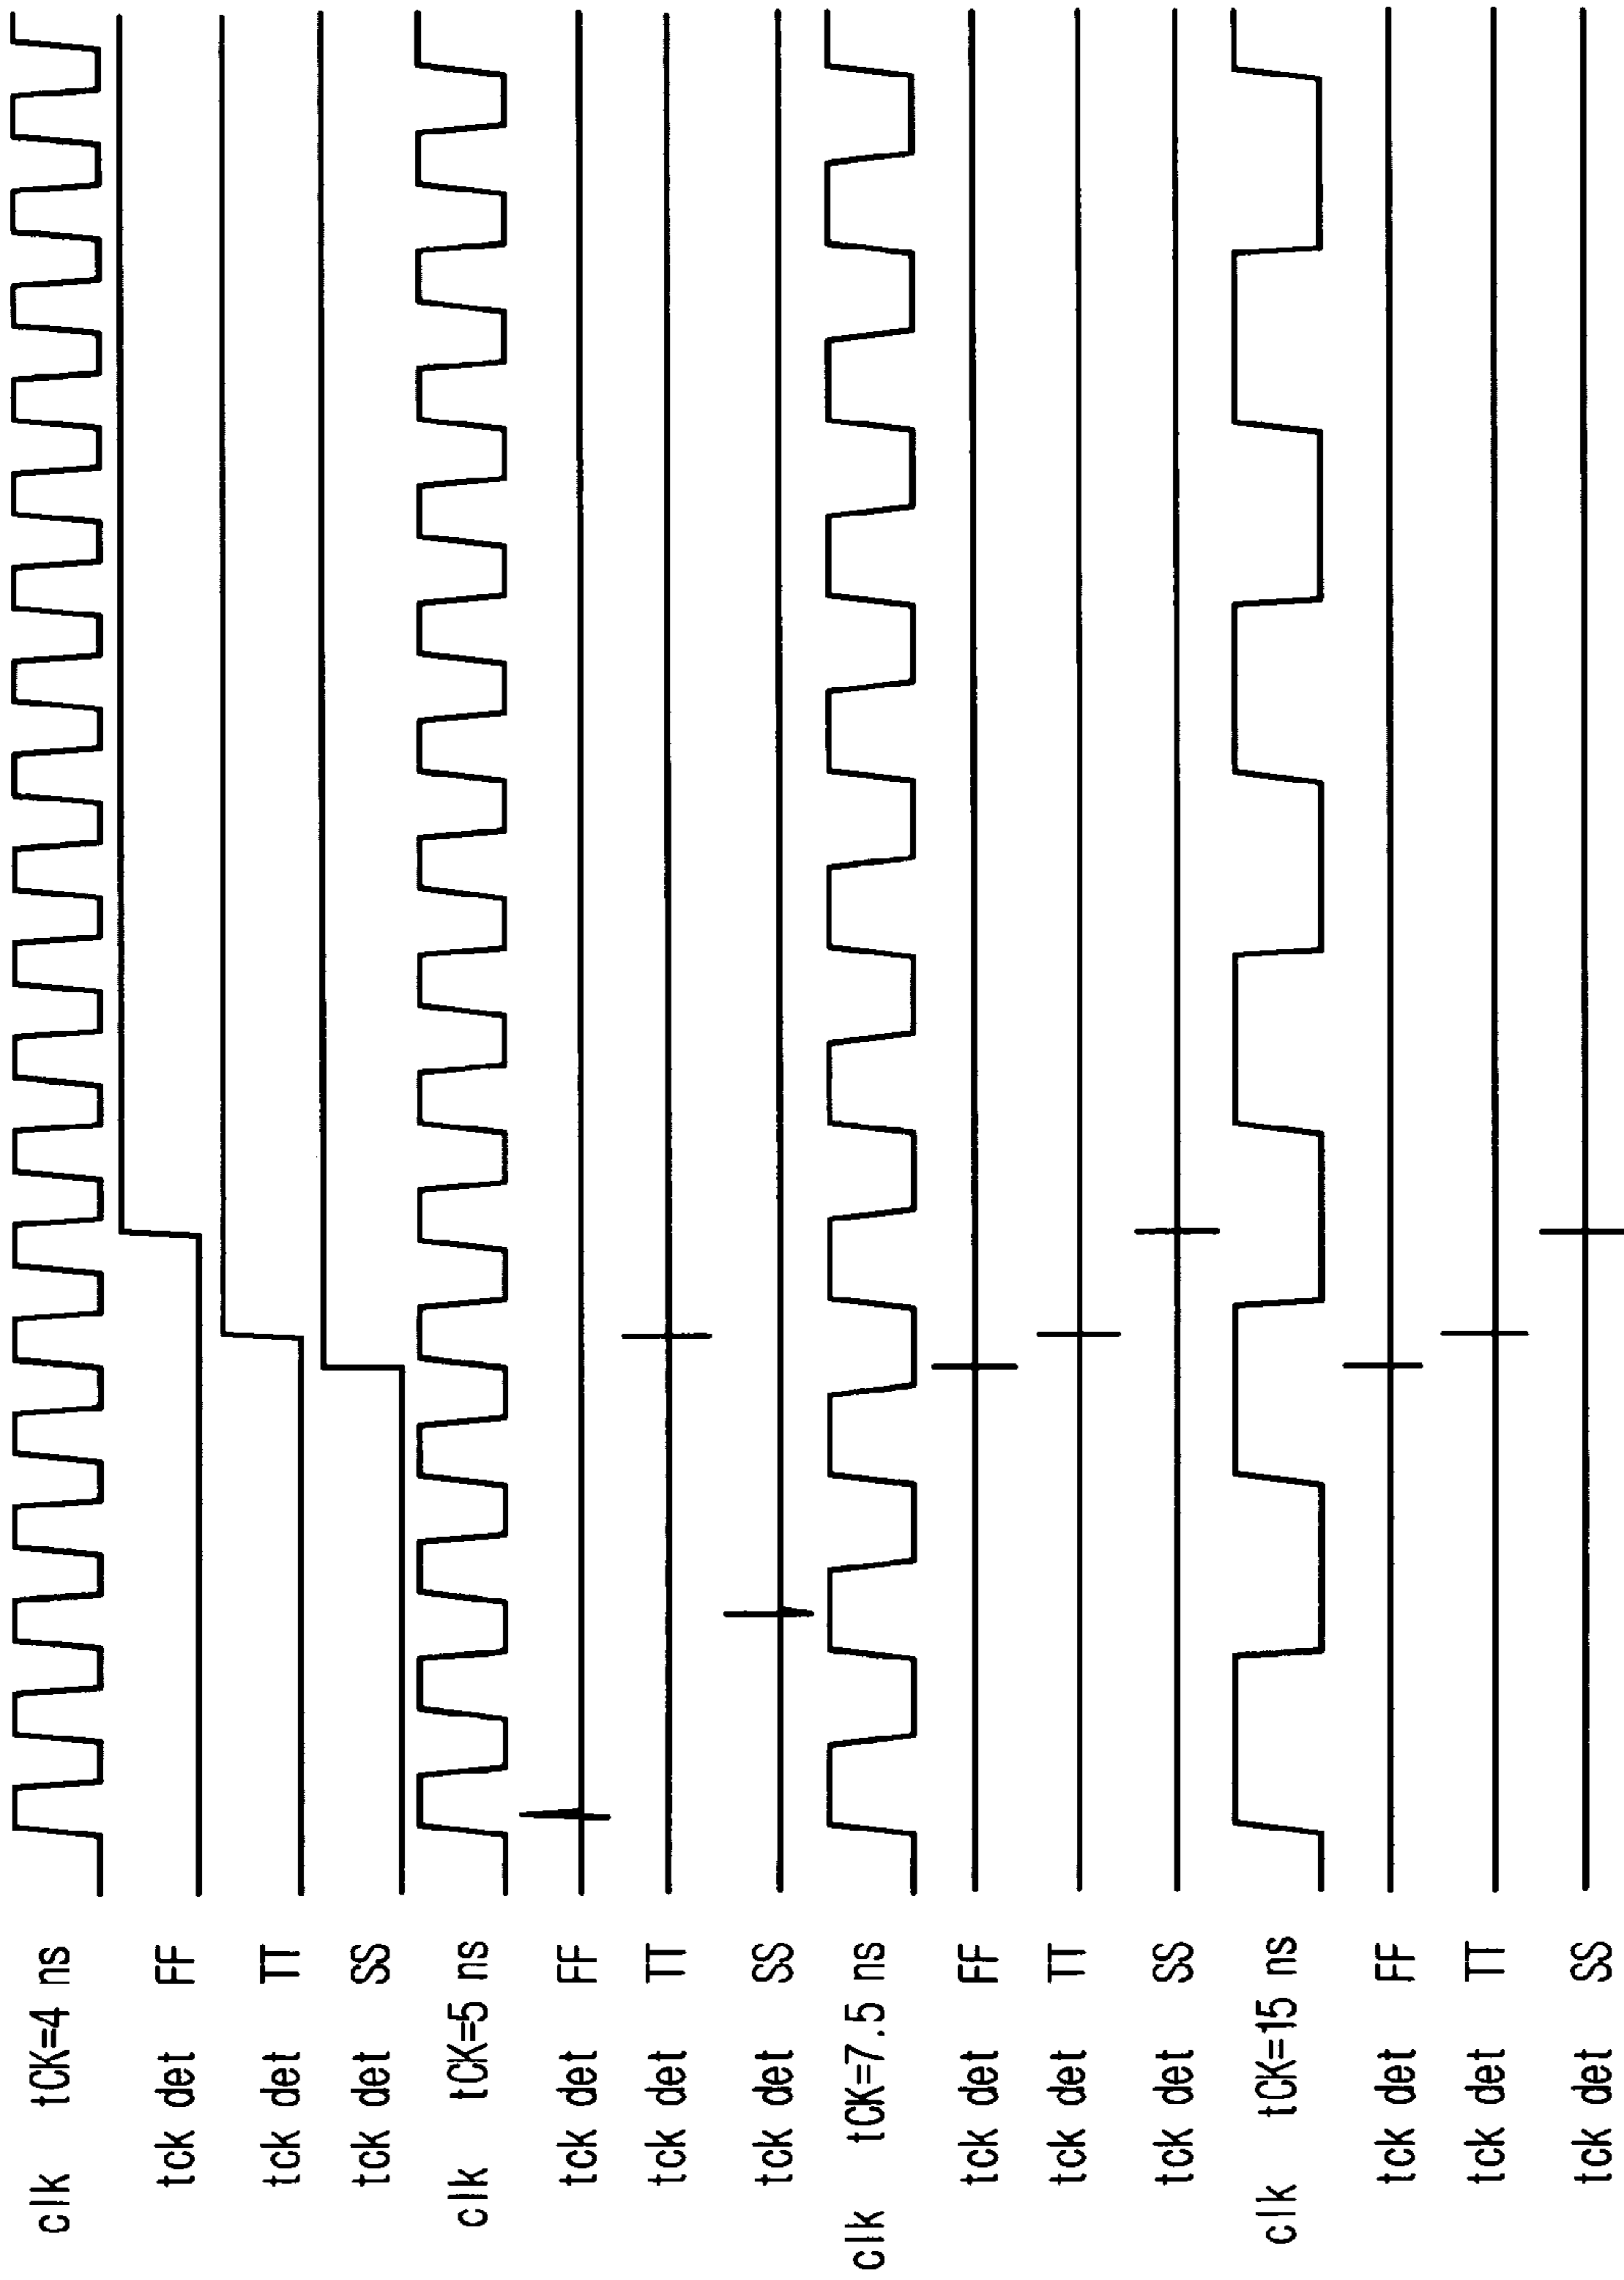 clk tCK=4 ns
tck det FF
tck det TT
tck det SS
clk tCK=5 ns
tck det FF
tck det TT
tck det SS
clk tCK=7.5 ns
tck det FF
tck det TT
tck det SS
clk tCK=15 ns
tck det FF
tck det TT
tck det SS